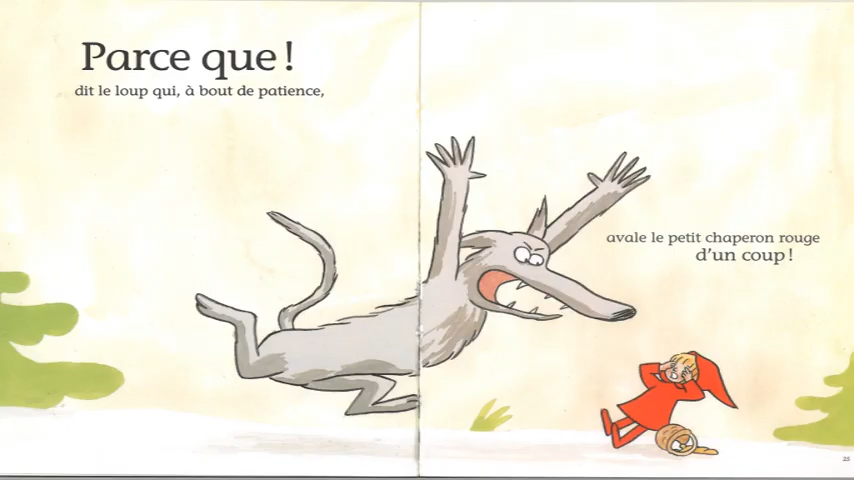 Parce que !
dit le loup qui, à bout de patience,
avale le petit chaperon rouge
d'un coup !
25